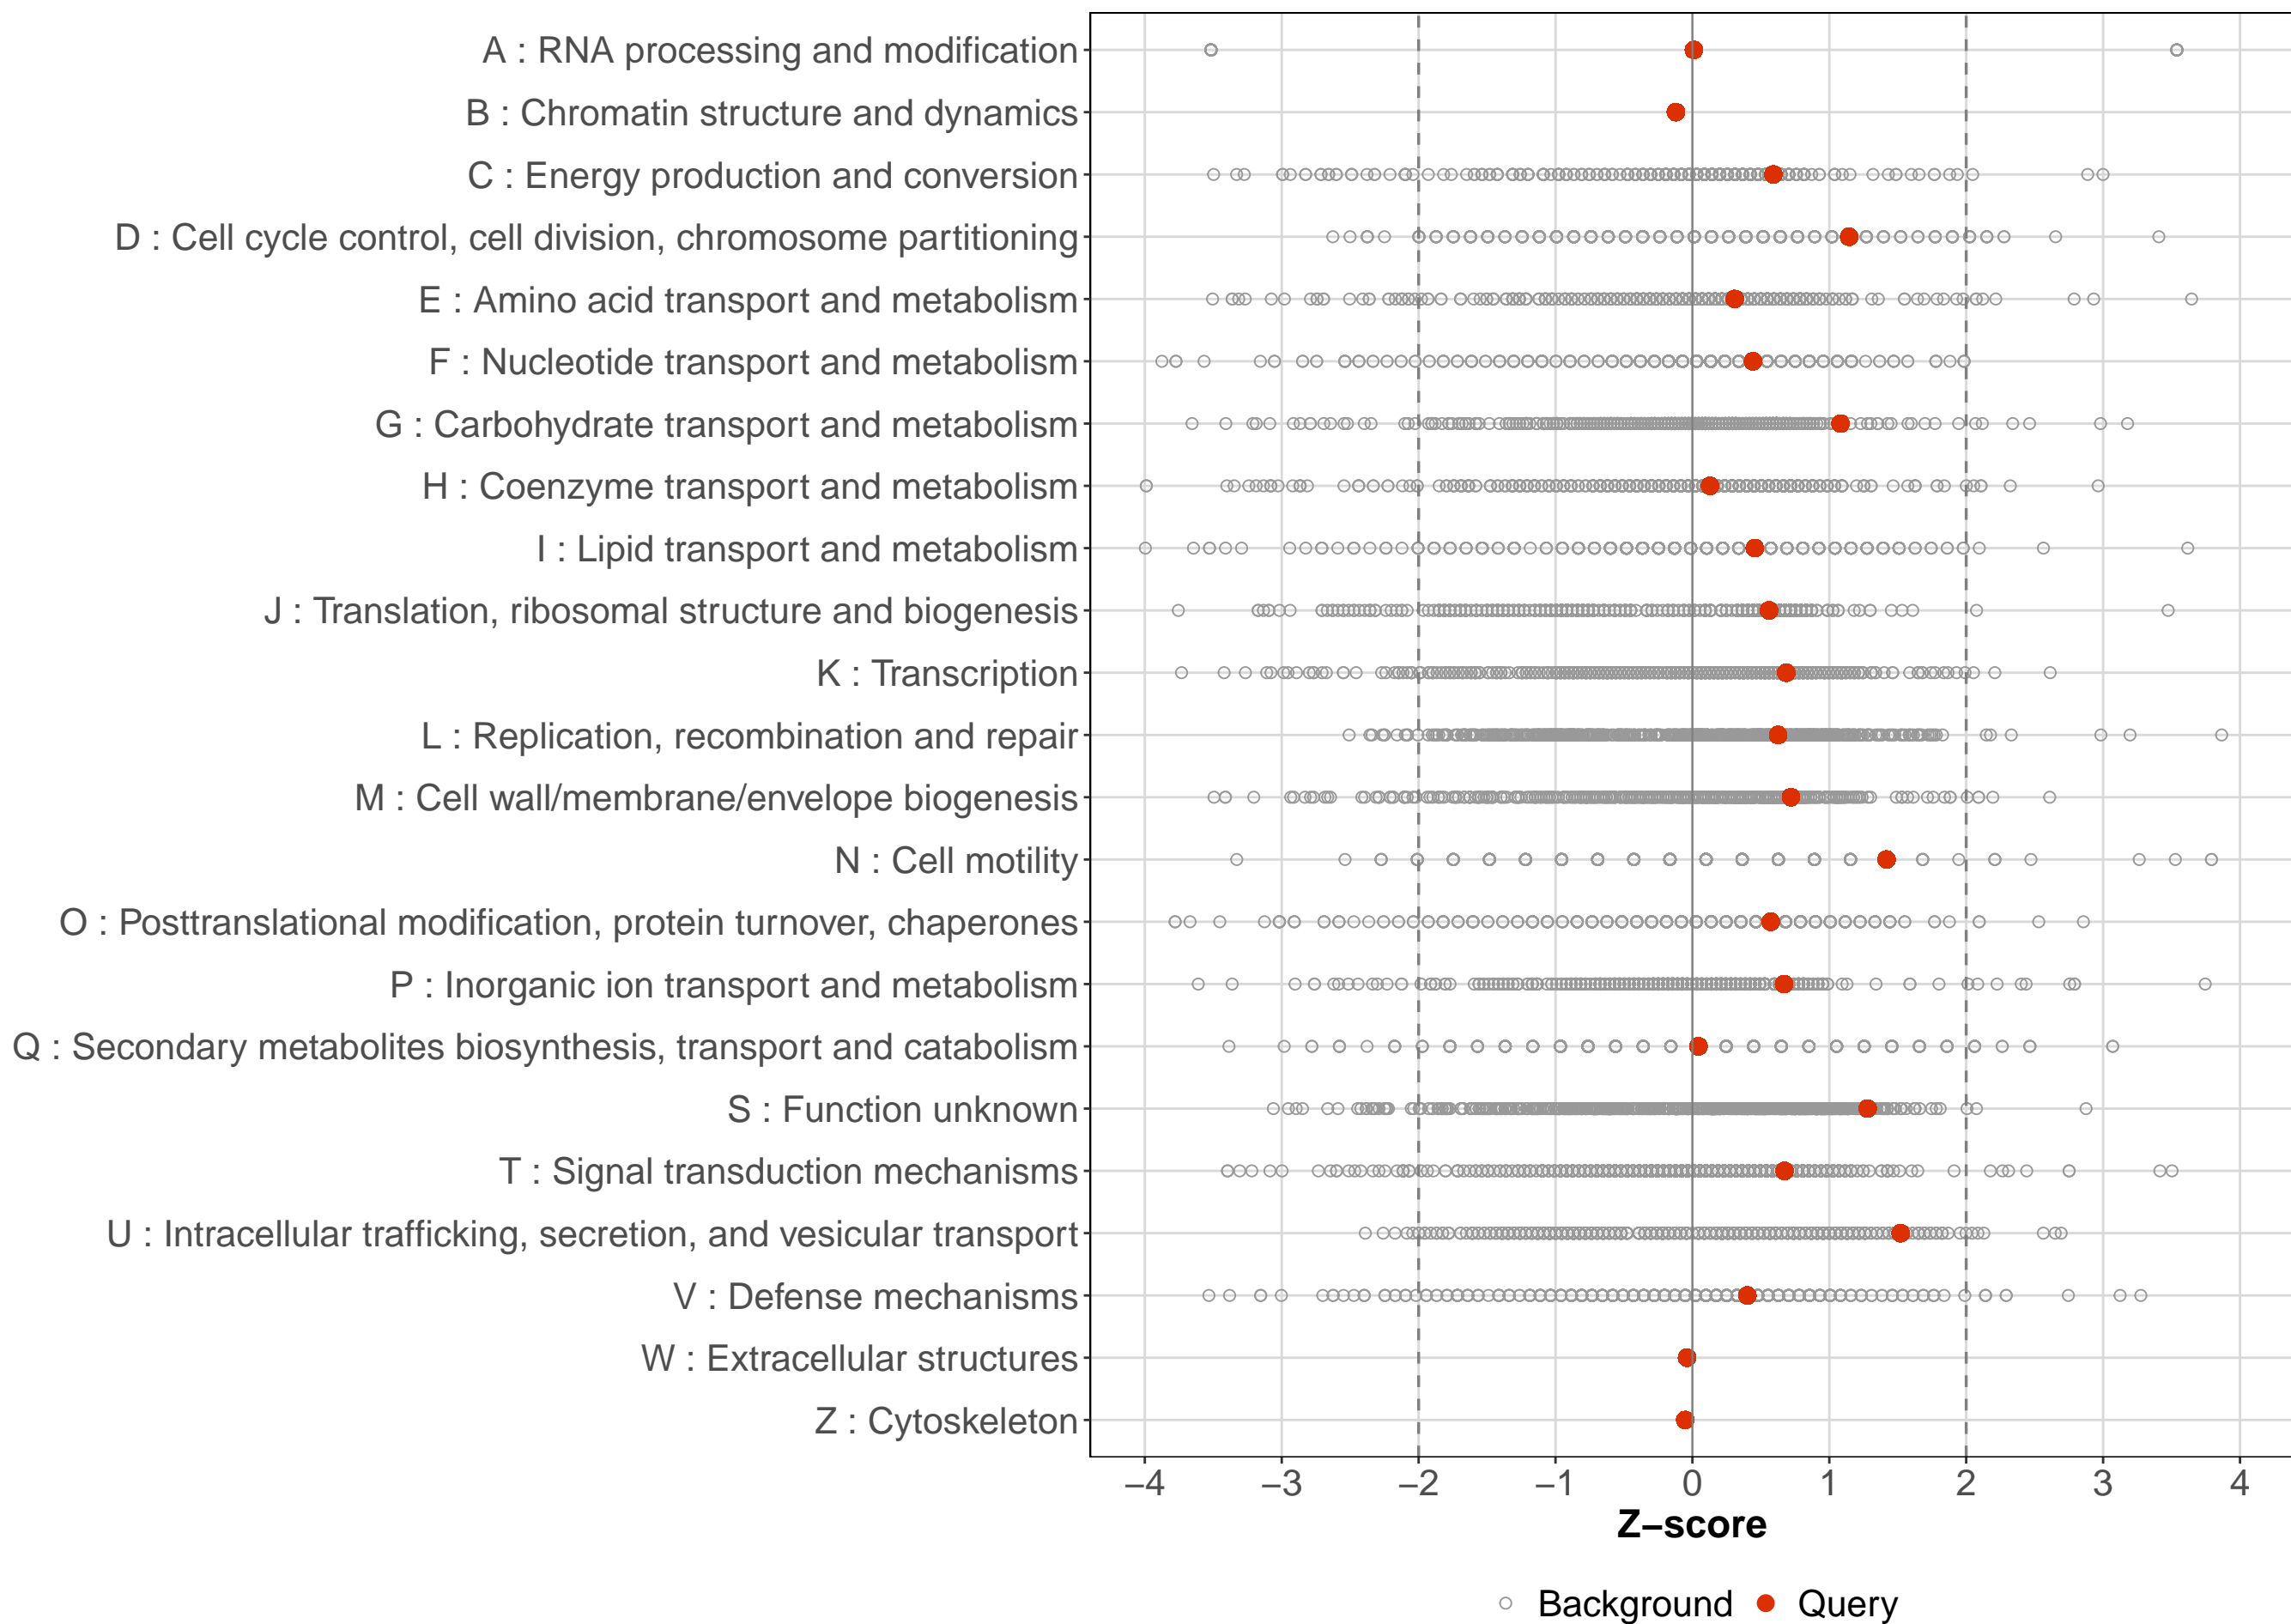 A : RNA processing and modification
B : Chromatin structure and dynamics
C : Energy production and conversion
D : Cell cycle control, cell division, chromosome partitioning
E : Amino acid transport and metabolism
F : Nucleotide transport and metabolism
G : Carbohydrate transport and metabolism
H : Coenzyme transport and metabolism
I : Lipid transport and metabolism
J : Translation, ribosomal structure and biogenesis
K : Transcription
L : Replication, recombination and repair
M : Cell wall/membrane/envelope biogenesis
N : Cell motility
O : Posttranslational modification, protein turnover, chaperones
P : Inorganic ion transport and metabolism
Q : Secondary metabolites biosynthesis, transport and catabolism
S : Function unknown
T : Signal transduction mechanisms
U : Intracellular trafficking, secretion, and vesicular transport
V : Defense mechanisms
W : Extracellular structures
Z : Cytoskeleton
−4 −3 −2 −1 0 1 2 3 4
Z−score
Background Query